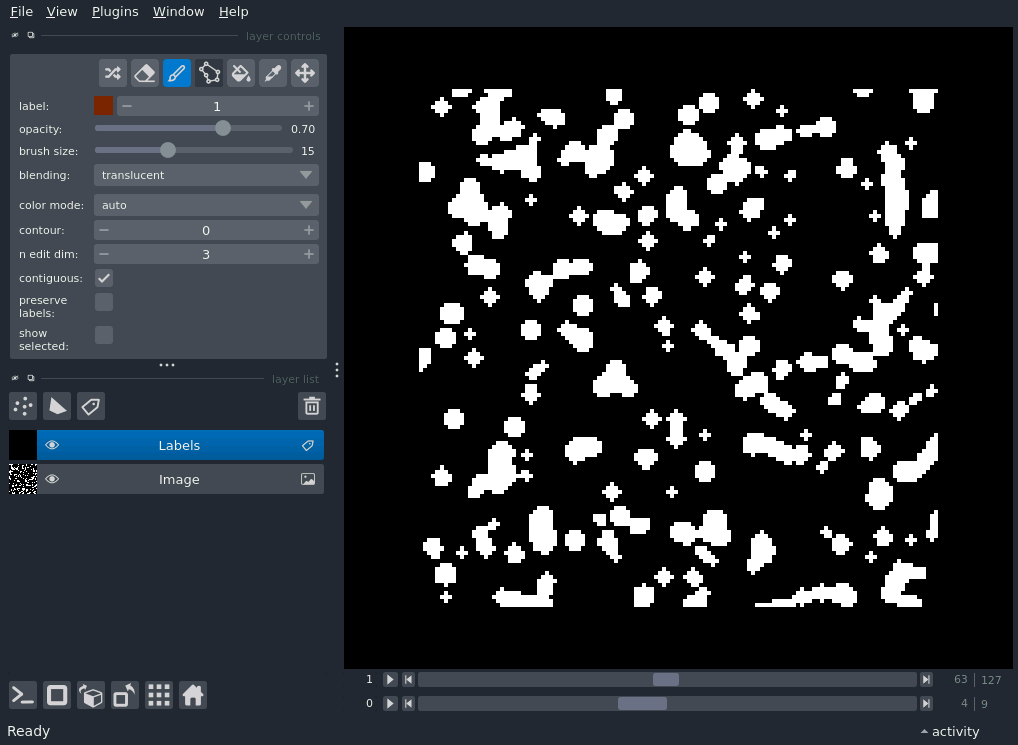 File View Plugins Window Help
layer controls
label: 1
opacity: 0.70
brush size: 15
blending: translucent
color mode: auto
contour: 0
n edit dim: 3
contiguous:
preserve
labels:
show
selected:
layer list
Labels
Image
1 63 127
0 4 9
Ready activity